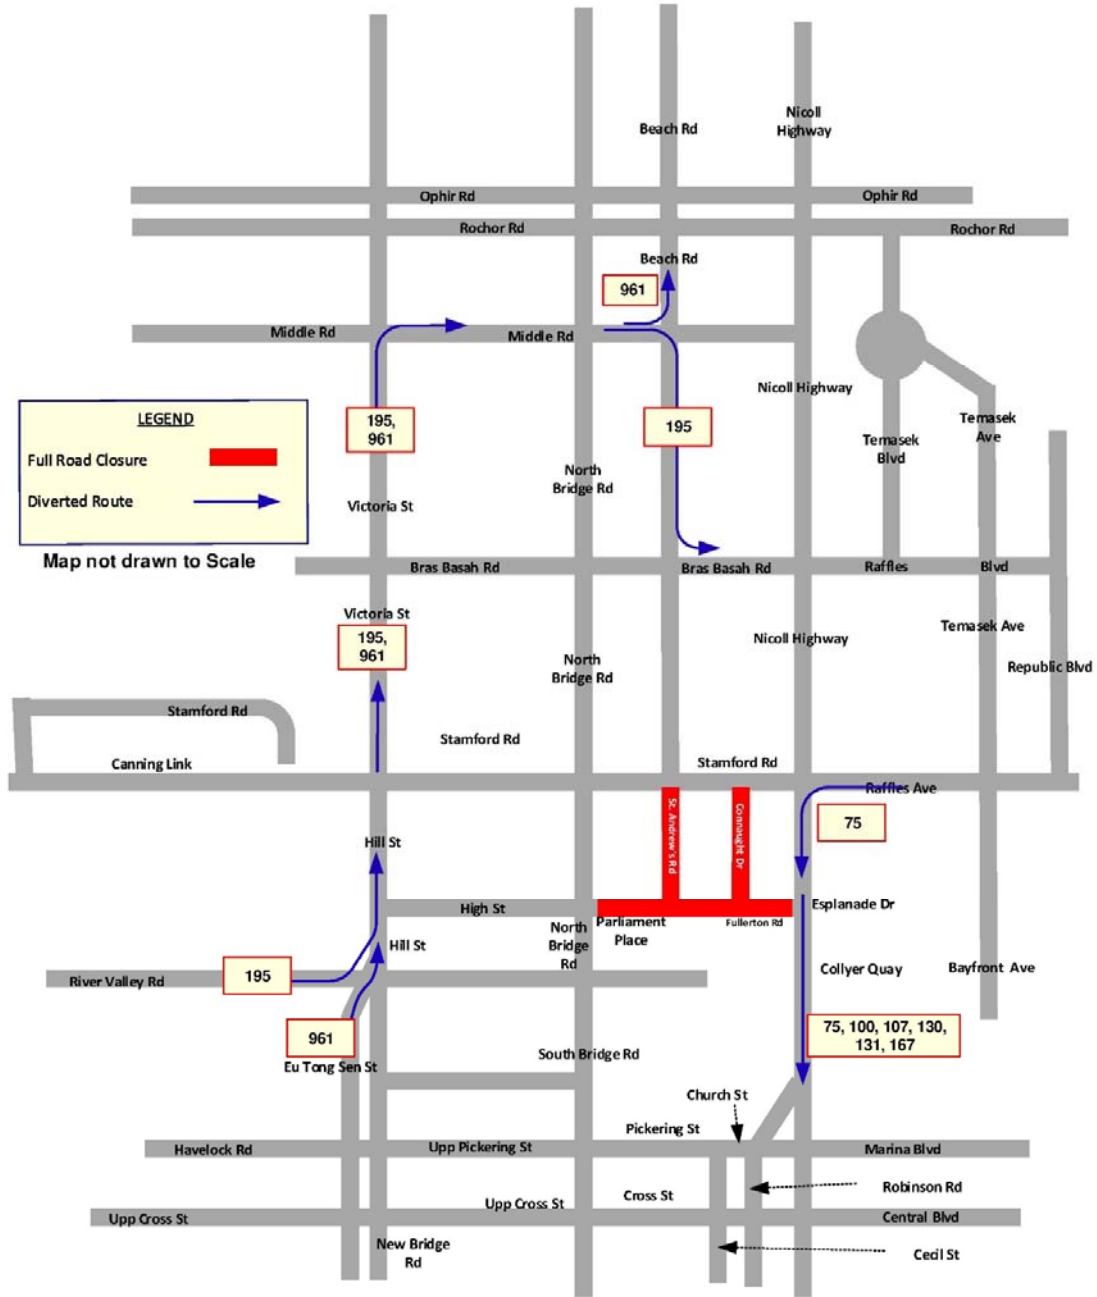 Nicoll
Highway
Beach Rd
Ophir Rd
Ophir Rd
Rochor Rd
Rochor Rd
Beach Rd
961
Middle Rd
Middle Rd
Nicoll Highway
LEGEND
Full Road Closure
Diverted Route
Map not drawn to Scale
195,
961
195
Temasek
Ave
Temasek
Blvd
North
Bridge Rd
Victoria St
Bras Basah Rd
Bras Basah Rd
Raffles
Blvd
Victoria St
195,
961
Nicoll Highway
Temasek Ave
North
Bridge Rd
Republic Blvd
Stamford Rd
Stamford Rd
Canning Link
Stamford Rd
Raffles Ave
75
St. Andrew's Rd
Connaught Dr
Hill St
High St
Esplanade Dr
Parliament
Place
Fullerton Rd
North
Bridge
Rd
Hill St
River Valley Rd
195
Collyer Quay
Bayfront Ave
961
Eu Tong Sen St
75, 100, 107, 130,
131, 167
South Bridge Rd
Church St
Pickering St
Havelock Rd
Upp Pickering St
Marina Blvd
Robinson Rd
Cross St
Upp Cross St
Upp Cross St
Central Blvd
New Bridge
Rd
Cecil St